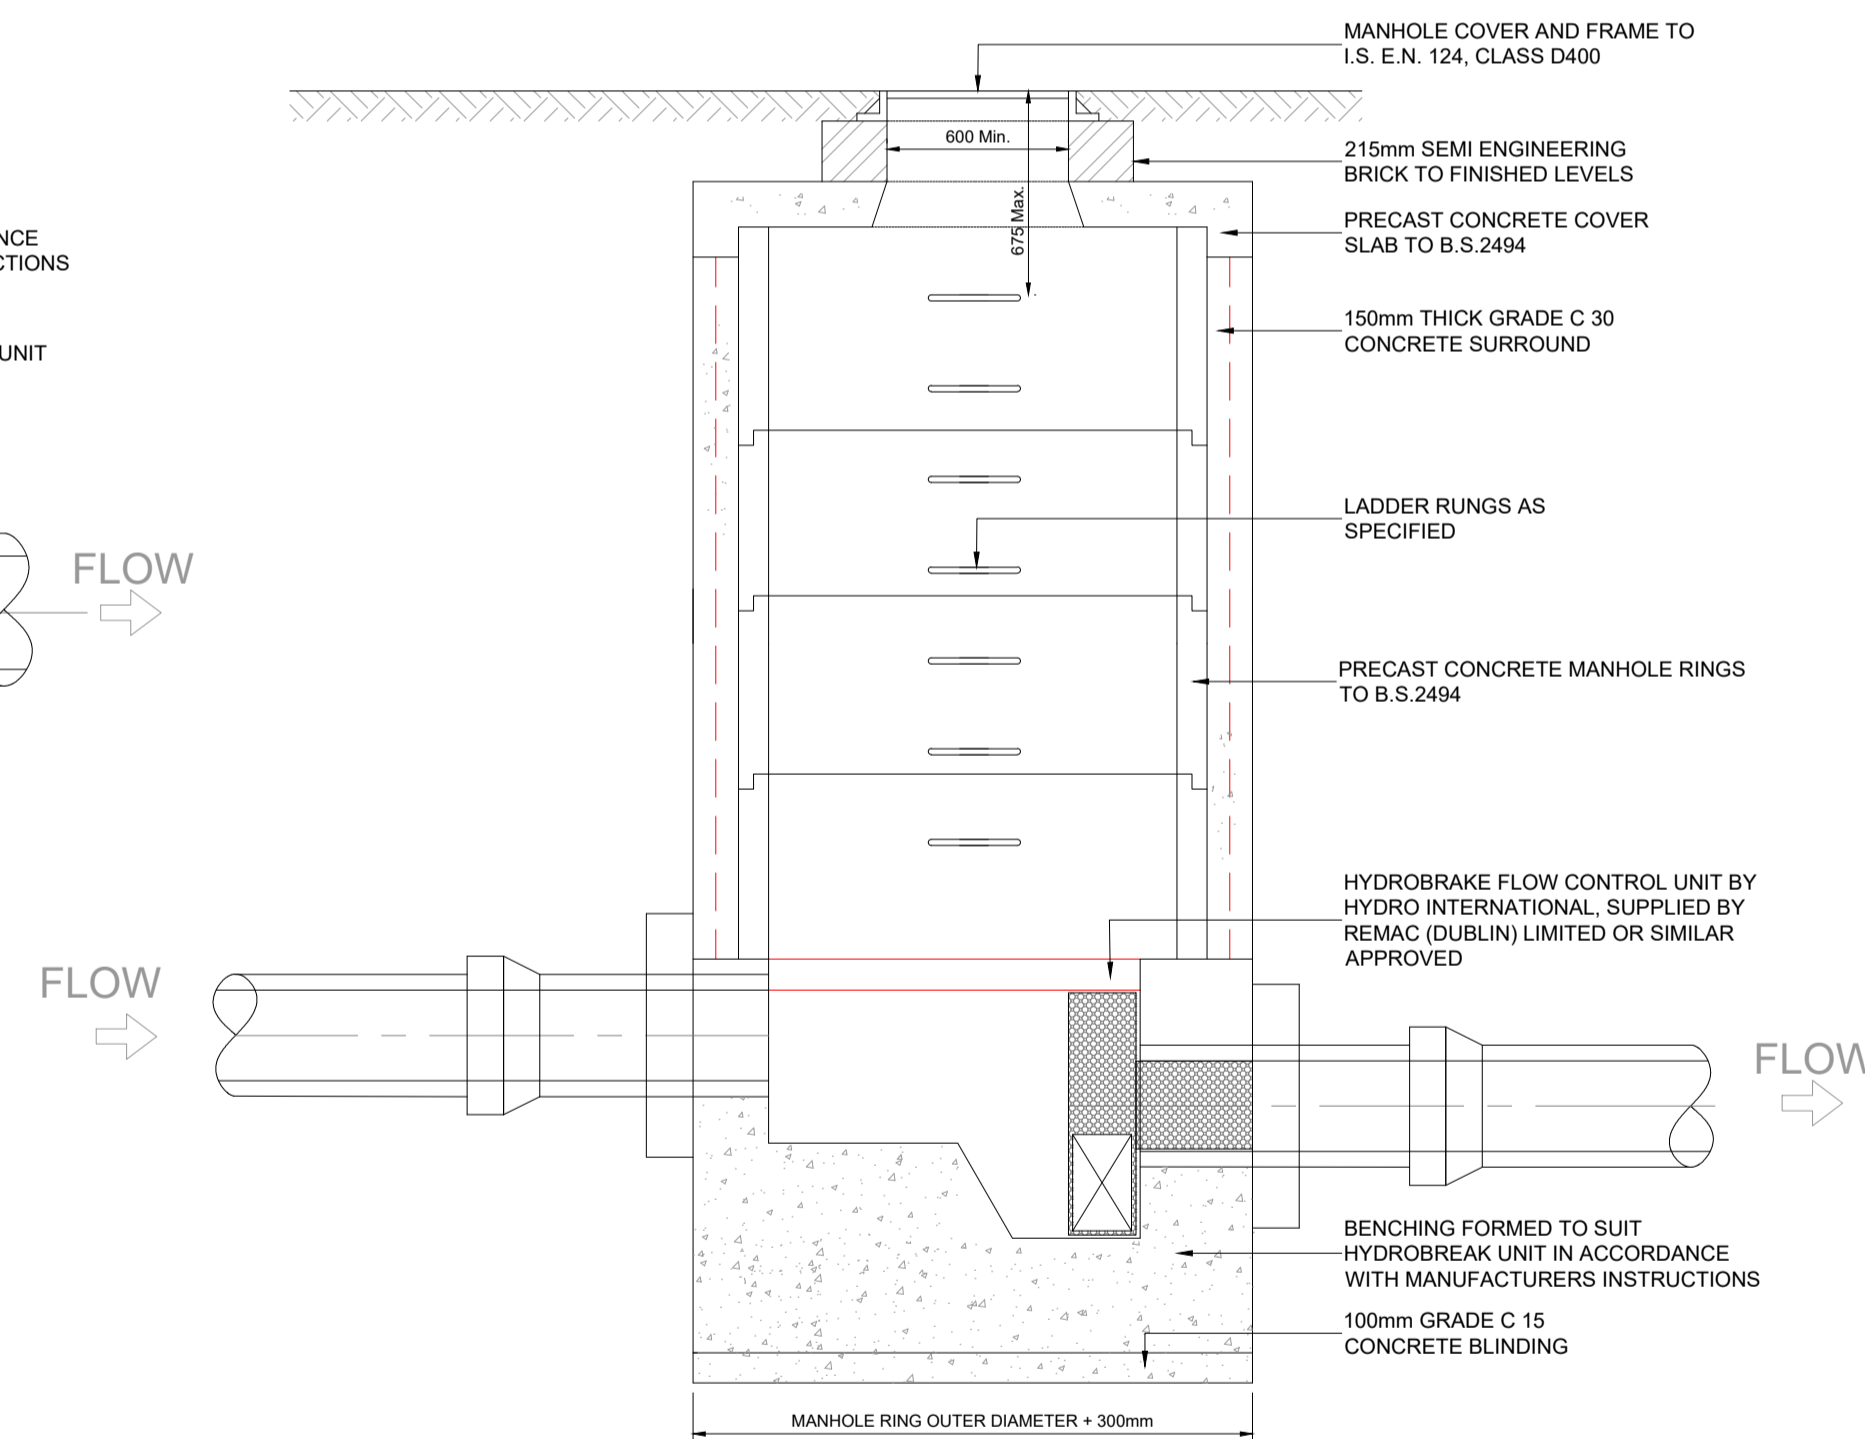 MANHOLE COVER AND FRAME TO
I.S. E.N. 124, CLASS D400
600 Min.
675 Max.
215mm SEMI ENGINEERING
BRICK TO FINISHED LEVELS
PRECAST CONCRETE COVER
SLAB TO B.S.2494
NCE
CTIONS
150mm THICK GRADE C 30
CONCRETE SURROUND
UNIT
LADDER RUNGS AS
SPECIFIED
FLOW
PRECAST CONCRETE MANHOLE RINGS
TO B.S.2494
HYDROBRAKE FLOW CONTROL UNIT BY
HYDRO INTERNATIONAL, SUPPLIED BY
REMAC (DUBLIN) LIMITED OR SIMILAR
APPROVED
FLOW
FLOW
BENCHING FORMED TO SUIT
HYDROBREAK UNIT IN ACCORDANCE
WITH MANUFACTURERS INSTRUCTIONS
100mm GRADE C 15
CONCRETE BLINDING
MANHOLE RING OUTER DIAMETER + 300mm